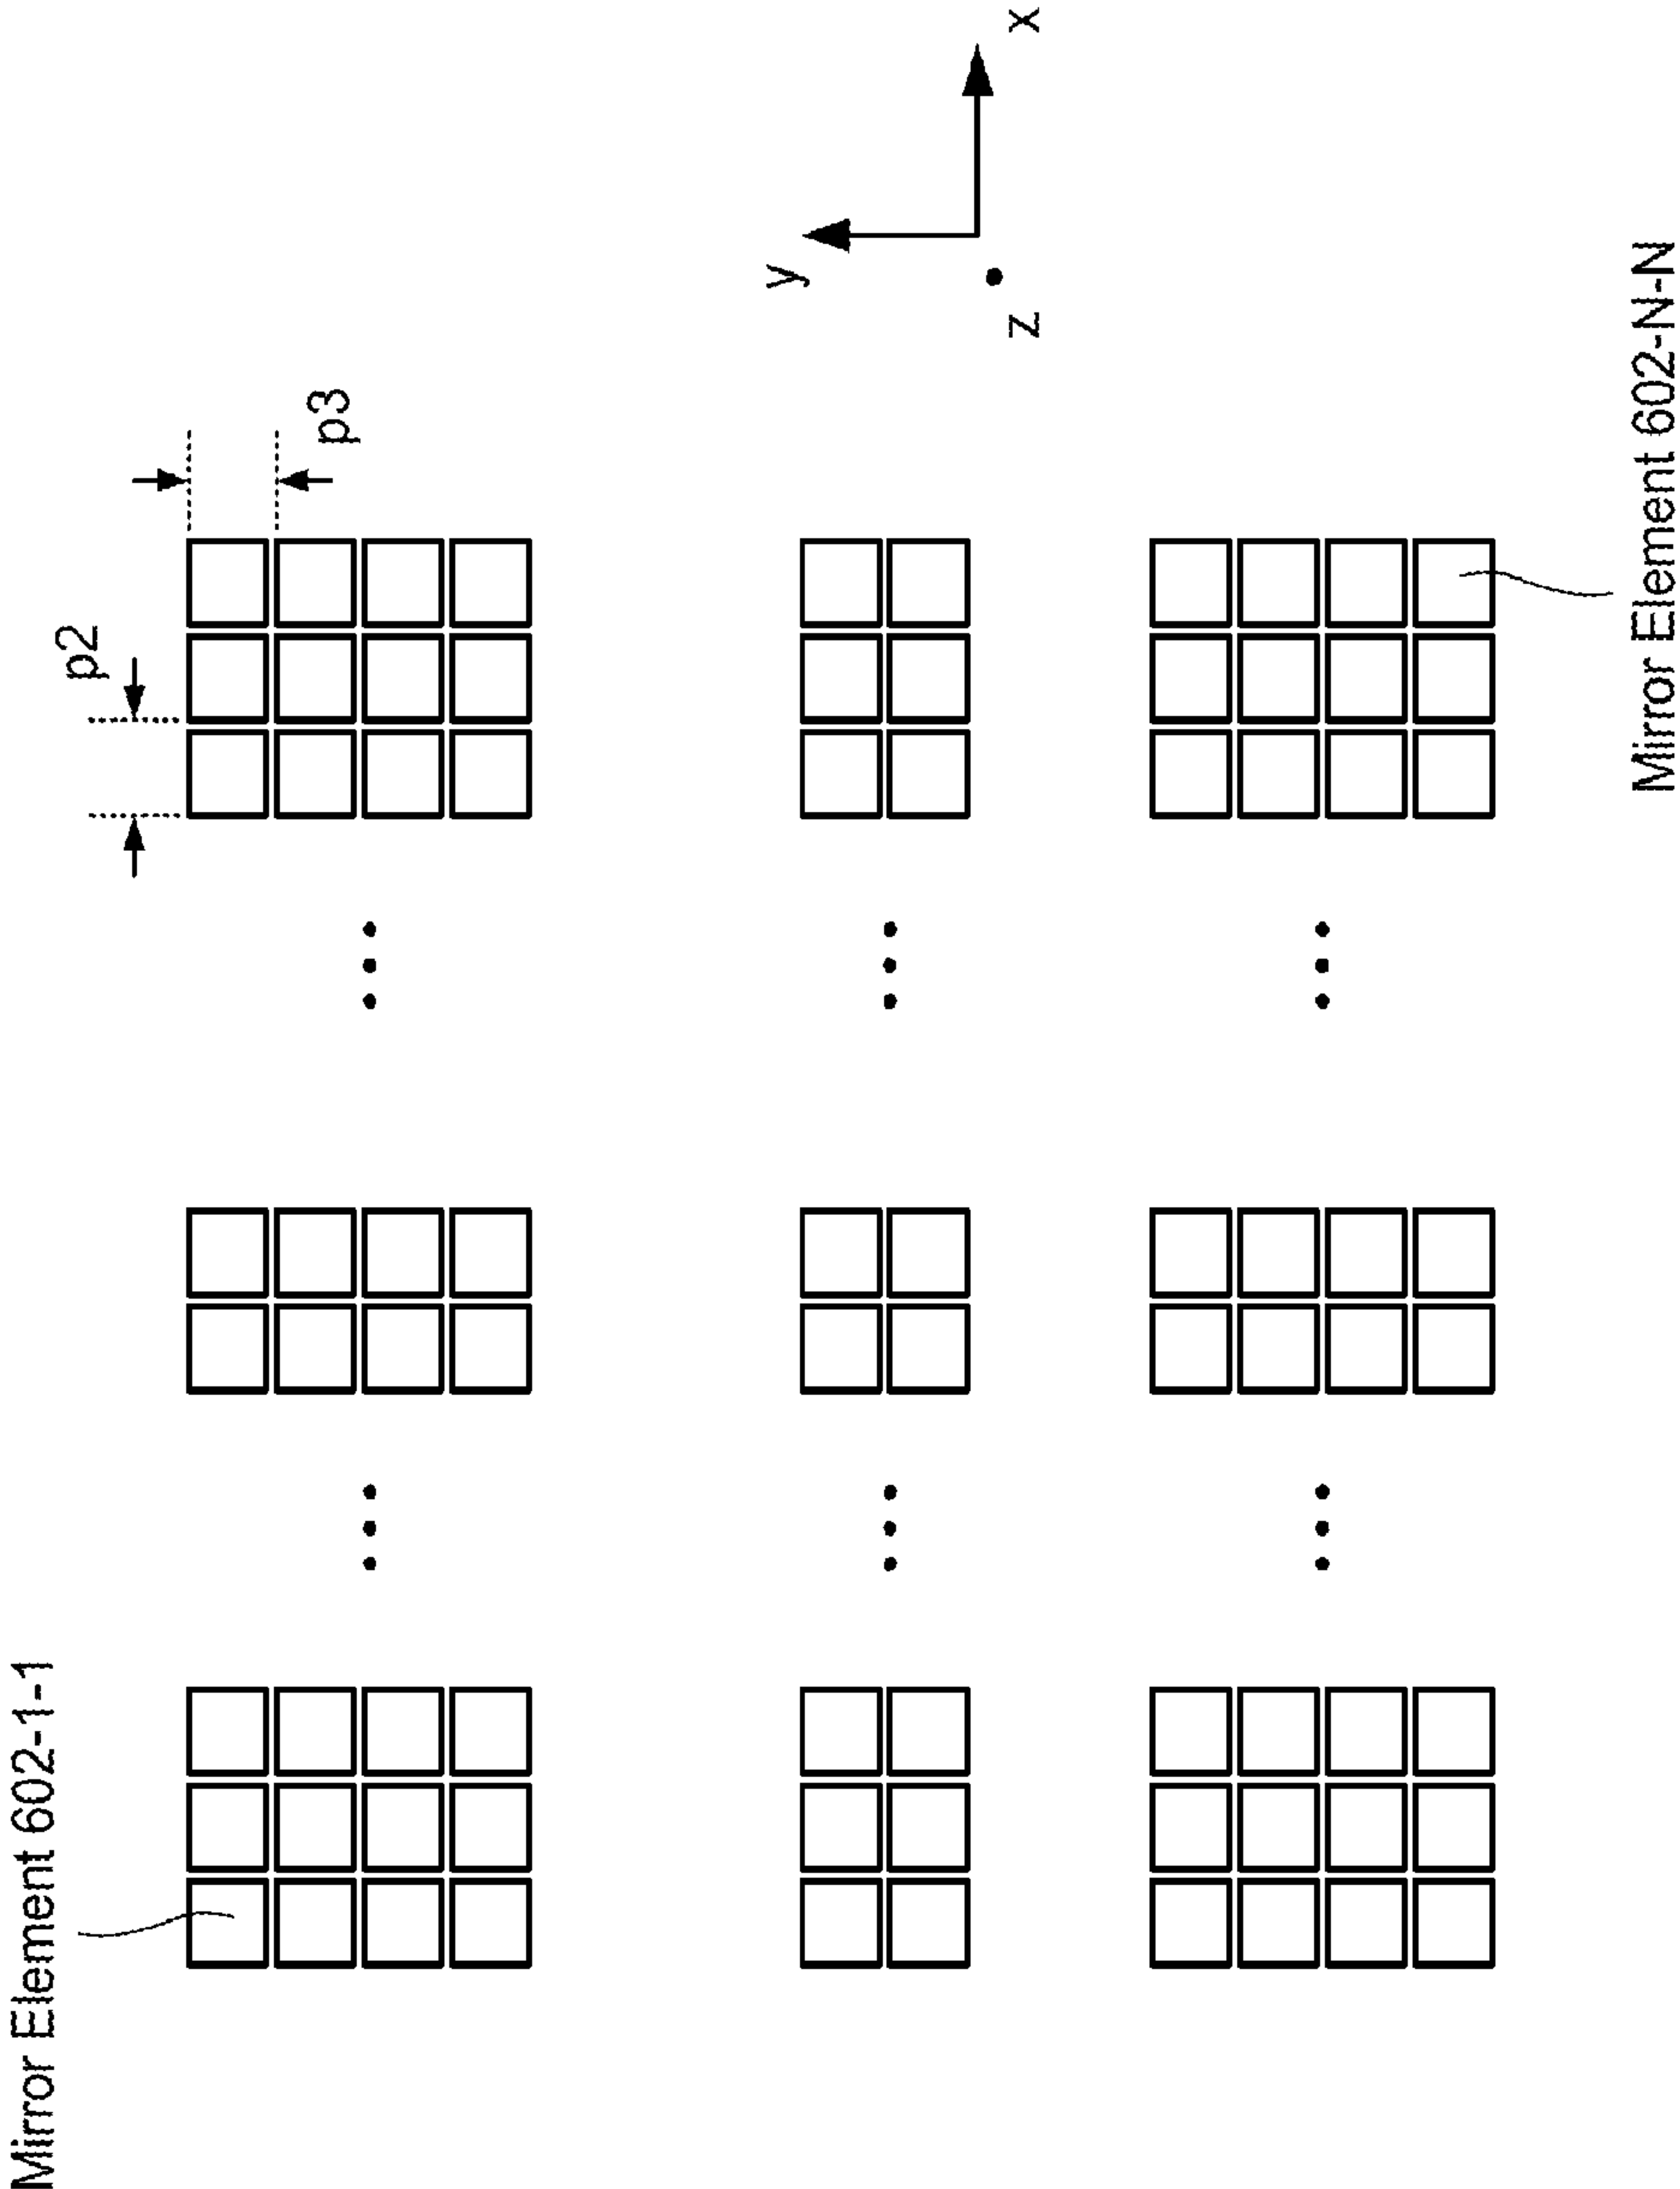 Mirror Element 602-1-1
p2
p3
y
z
x
Mirror Element 602-N-N